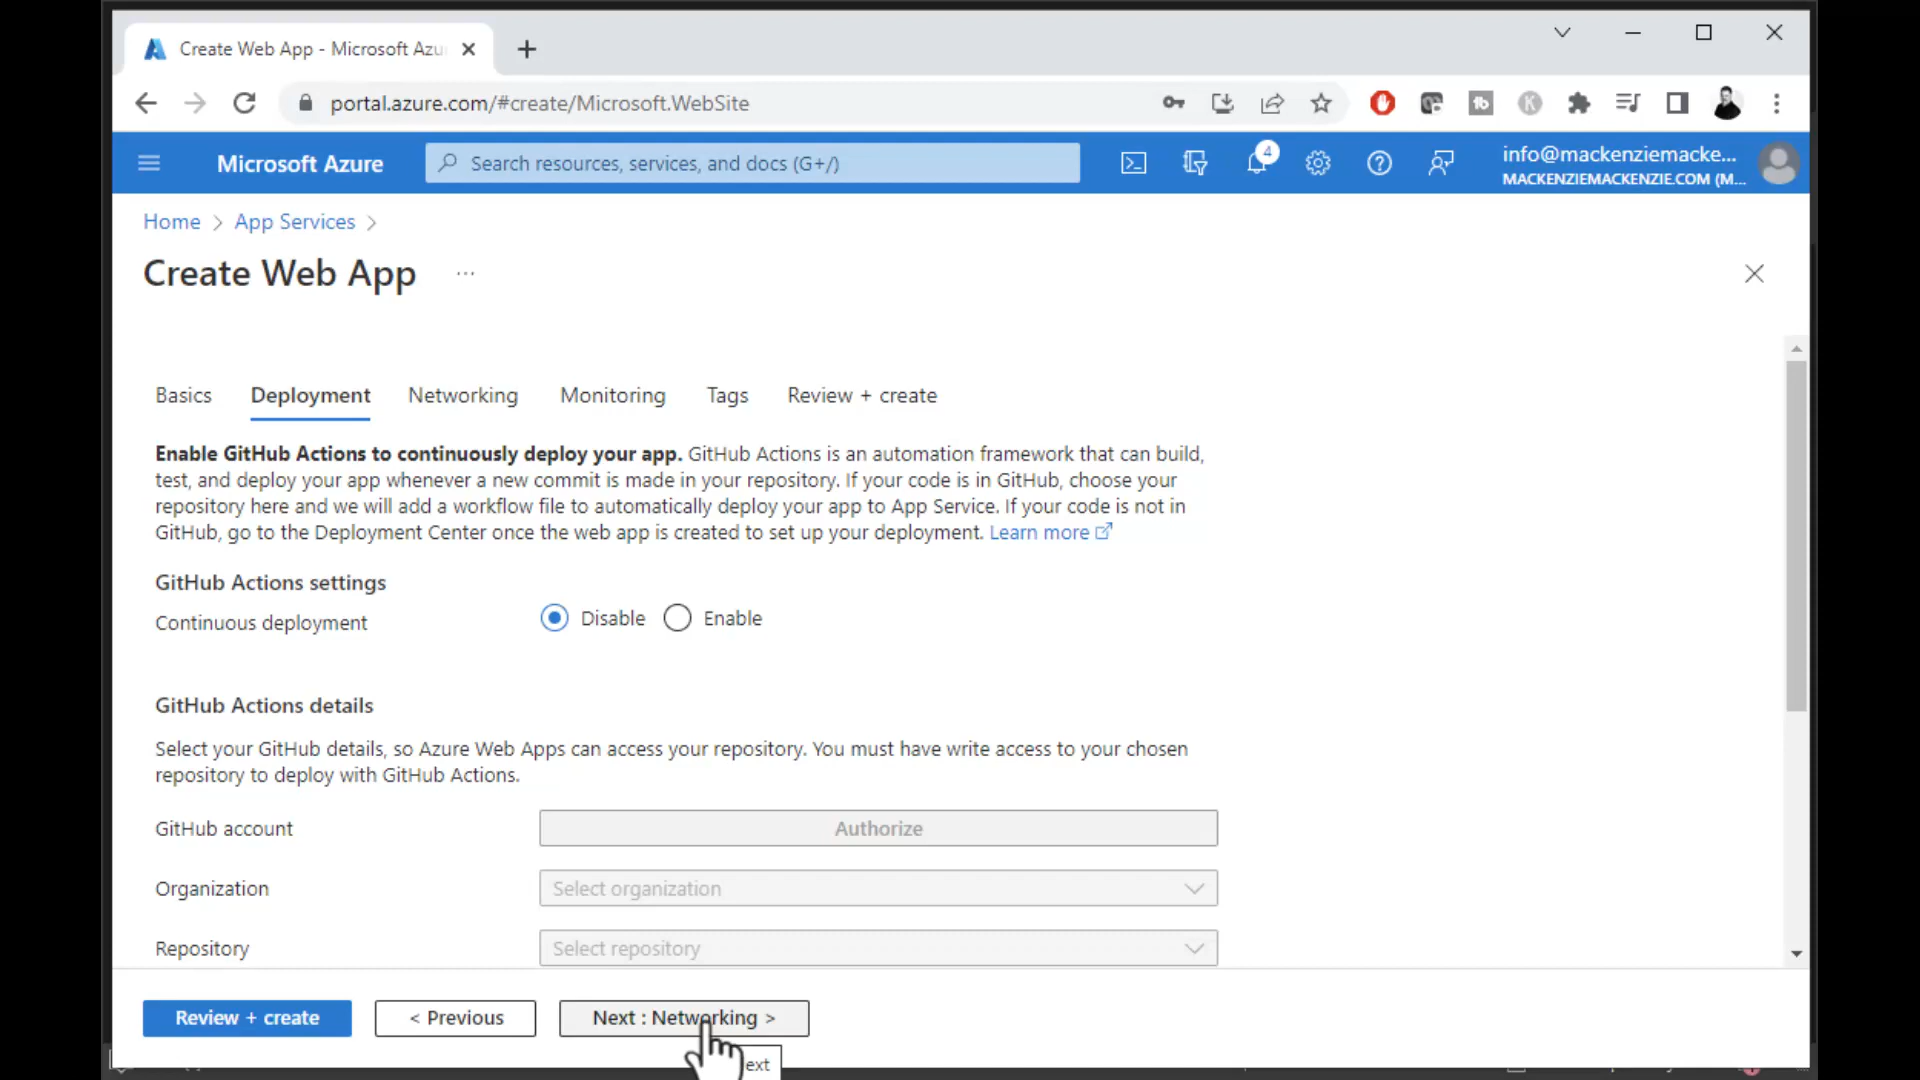 Create Web App - Microsoft Azu
portal.azure.com/#create/Microsoft.WebSite
Microsoft Azure
Search resources, services, and docs (G+/)
4
info@mackenziemacke...
MACKENZIEMACKENZIE.COM (M...
Home > App Services >
Create Web App ...
Basics Deployment Networking Monitoring Tags Review + create
Enable GitHub Actions to continuously deploy your app. GitHub Actions is an automation framework that can build,
test, and deploy your app whenever a new commit is made in your repository. If your code is in GitHub, choose your
repository here and we will add a workflow file to automatically deploy your app to App Service. If your code is not in
GitHub, go to the Deployment Center once the web app is created to set up your deployment. Learn more
GitHub Actions settings
Continuous deployment Disable Enable
GitHub Actions details
Select your GitHub details, so Azure Web Apps can access your repository. You must have write access to your chosen
repository to deploy with GitHub Actions.
GitHub account Authorize
Organization Select organization
Repository Select repository
Review + create < Previous Next : Networking >
ext